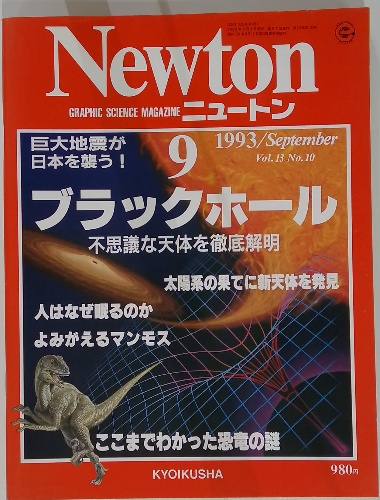 Newton
GRAPHIC SCIENCE MAGAZINE ニュートン
巨大地震が
日本を襲う!
9
1993/September
Vol.13 No.10
ブラックホール
不思議な天体を徹底解明
太陽系の果てに新天体を発見
人はなぜ眠るのか
よみがえるマンモス
ここまでわかった恐竜の謎
KYOIKUSHA
980円